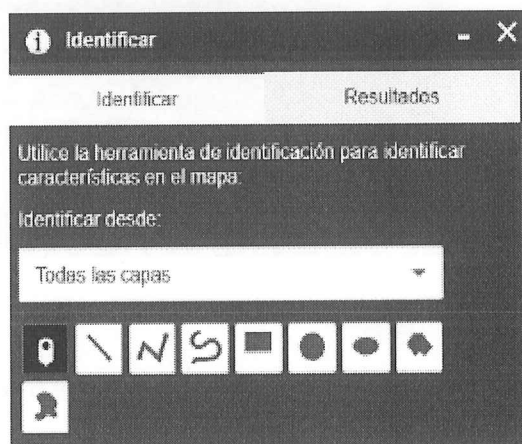 Identificar
Identificar Resultados
Utilice la herramienta de identificación para identificar
características en el mapa:
Identificar desde:
Todas las capas